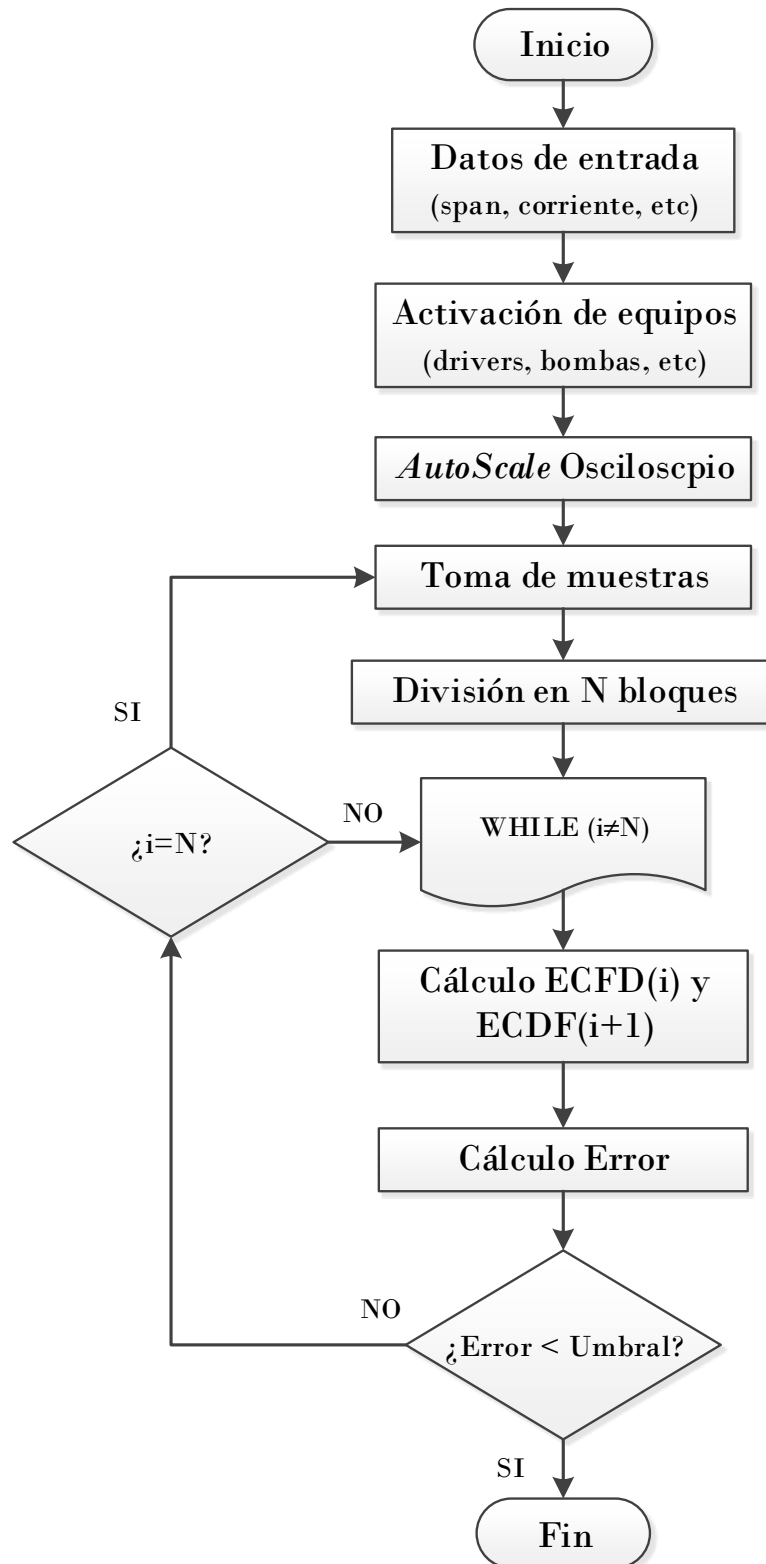 Inicio
Datos de entrada
(span, corriente, etc)
Activación de equipos
(drivers, bombas, etc)
AutoScale Osciloscpio
Toma de muestras
División en N bloques
SI
¿i=N?
NO
WHILE (i≠N)
Cálculo ECFD(i) y
ECDF(i+1)
Cálculo Error
NO
¿Error < Umbral?
SI
Fin